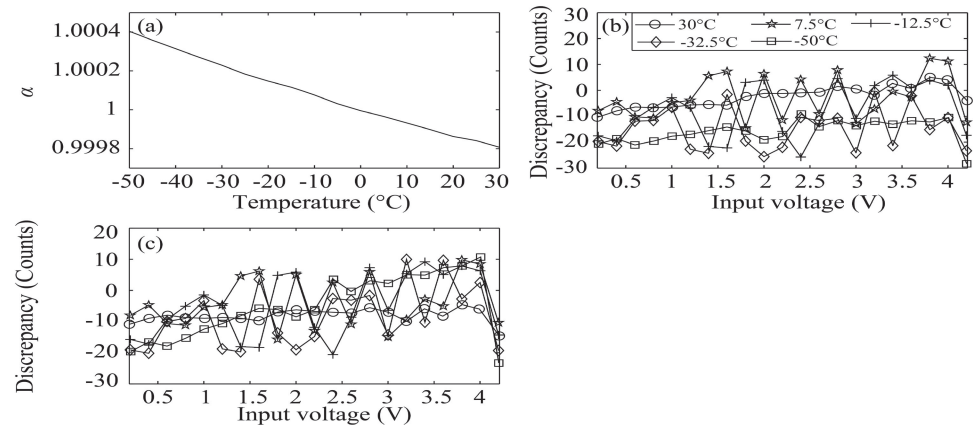 (a)
1.0004
1.0002
1
0.9998
α
-50 -40 -30 -20 -10 0 10 20 30
Temperature (°C)
(b)
30°C 7.5°C -12.5°C
-32.5°C -50°C
30
20
10
0
-10
-20
-30
Discrepancy (Counts)
0.5 1 1.5 2 2.5 3 3.5 4
Input voltage (V)
(c)
20
10
0
-10
-20
-30
Discrepancy (Counts)
0.5 1 1.5 2 2.5 3 3.5 4
Input voltage (V)